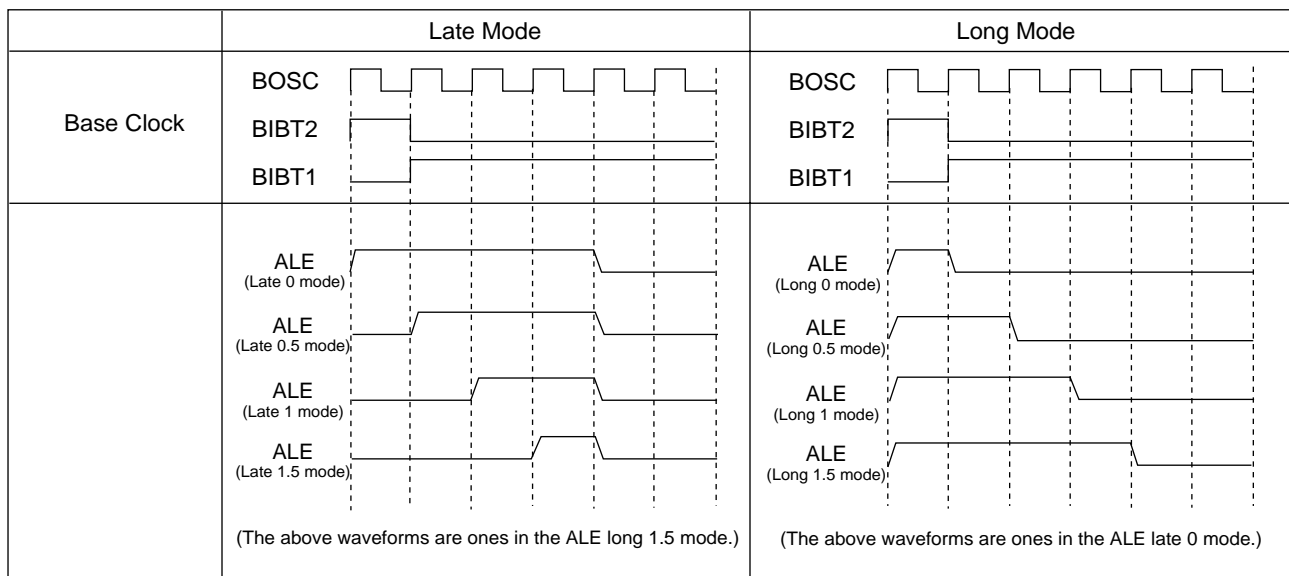 Late Mode
Long Mode
Base Clock
BOSC
BIBT2
BIBT1
BOSC
BIBT2
BIBT1
ALE
(Late 0 mode)
ALE
(Late 0.5 mode)
ALE
(Late 1 mode)
ALE
(Late 1.5 mode)
(The above waveforms are ones in the ALE long 1.5 mode.)
ALE
(Long 0 mode)
ALE
(Long 0.5 mode)
ALE
(Long 1 mode)
ALE
(Long 1.5 mode)
(The above waveforms are ones in the ALE late 0 mode.)